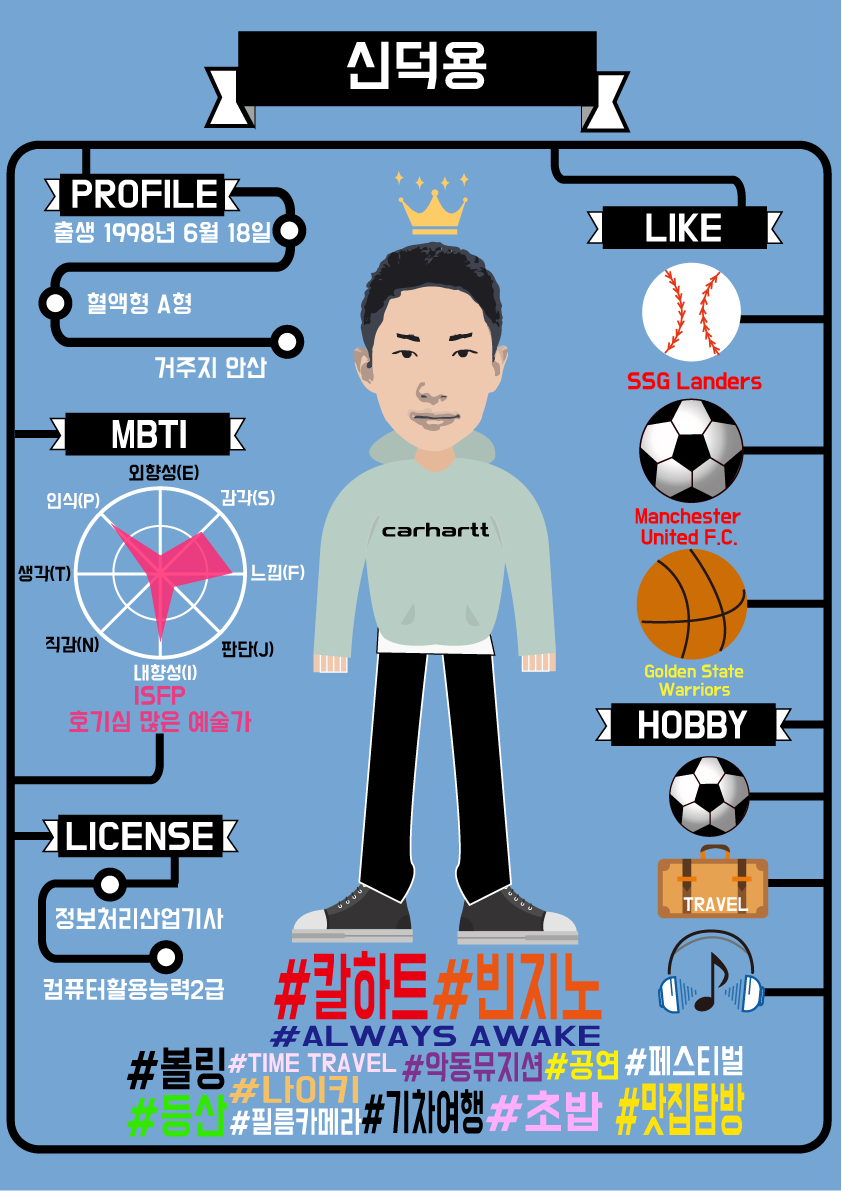 신덕용
PROFILE
출생 1998년 6월 18일
혈액형 A형
거주지 안산
MBTI
외향성(E)
인식(P)
감각(S)
생각(T)
느낌(F)
직감(N)
판단(J)
내향성(I)
ISFP
호기심 많은 예술가
LICENSE
정보처리산업기사
컴퓨터활용능력2급
carhartt
LIKE
SSG Landers
Manchester
United F.C.
Golden State
Warriors
HOBBY
TRAVEL
#칼하트 #빈지노
#ALWAYS AWAKE
#볼링 #TIME TRAVEL #악동뮤지션 #공연 #페스티벌
#나이키
#등산 #필름카메라 #기차여행 #초밥 #맛집탐방